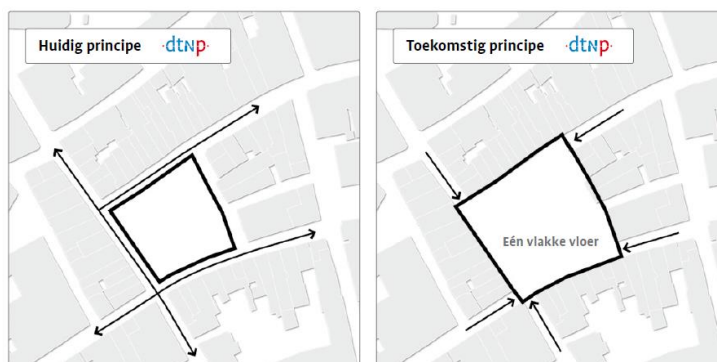 Huidig principe ·dtnp·
Toekomstig principe ·dtnp·
Eén vlakke vloer